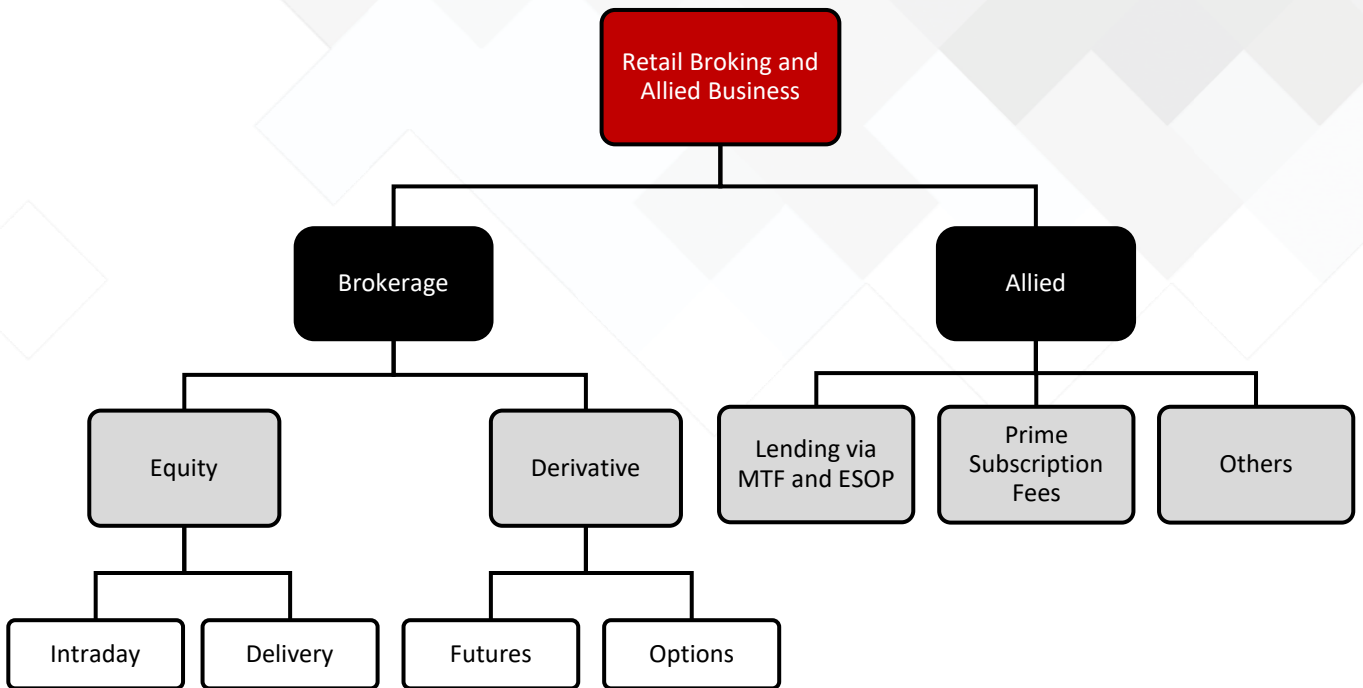 Retail Broking and
Allied Business
Brokerage
Allied
Equity
Derivative
Lending via
MTF and ESOP
Prime
Subscription
Fees
Others
Intraday
Delivery
Futures
Options